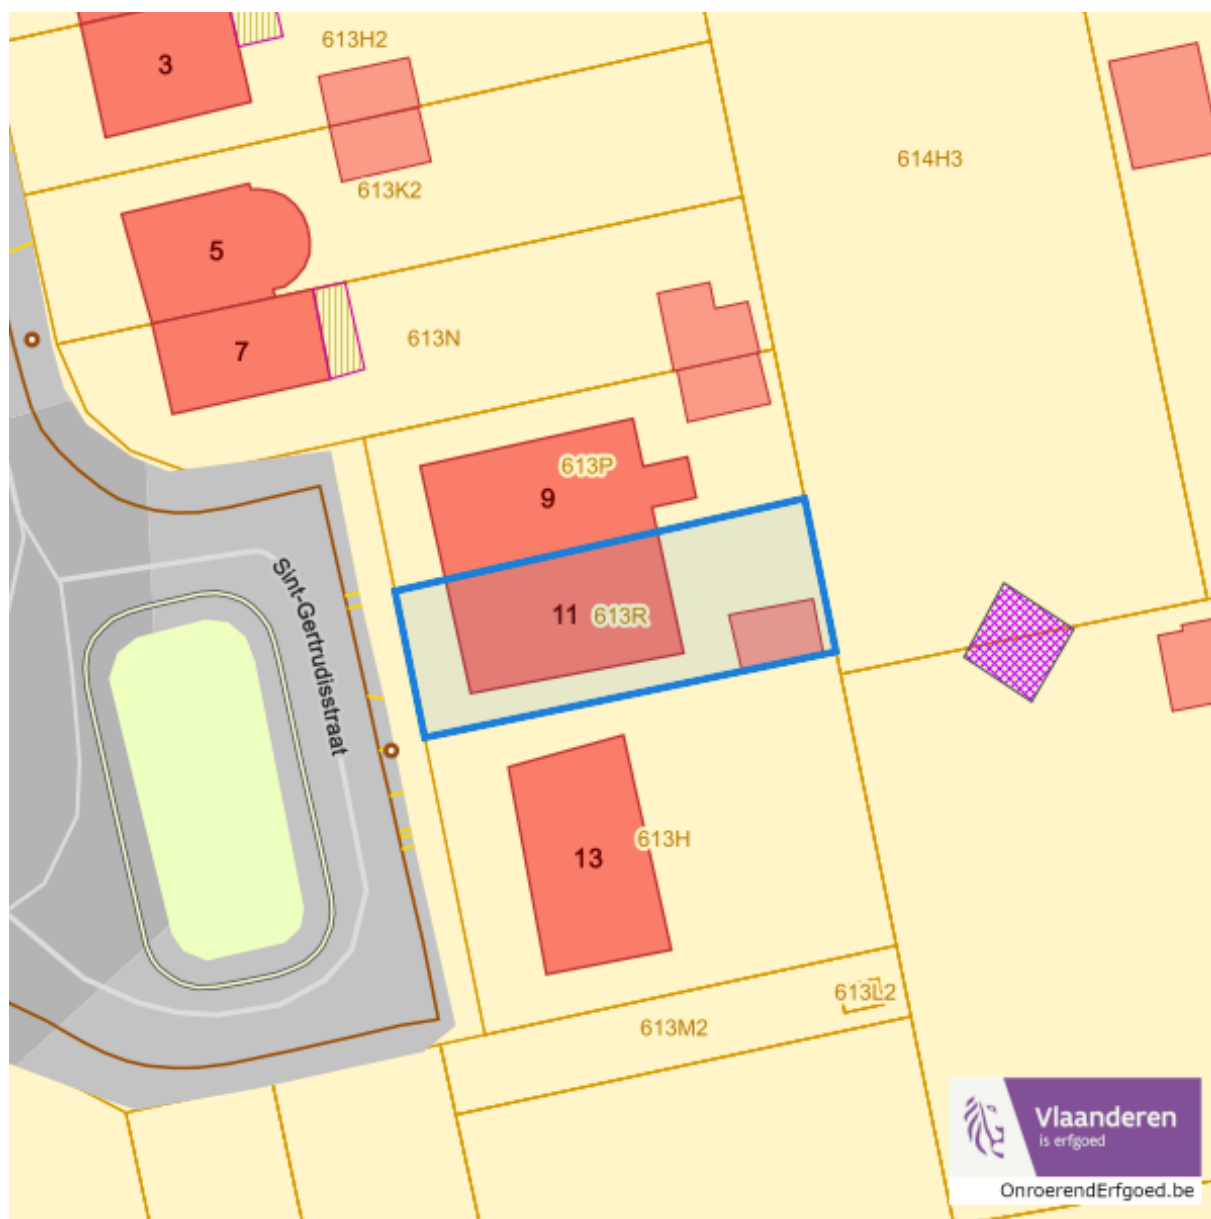 3
613H2
614H3
613K2
5
7
613N
613P
9
11
613R
Sint-Gertrudisstraat
13
613H
613L2
613M2
Vlaanderen
is erfgoed
OnroerendErfgoed.be